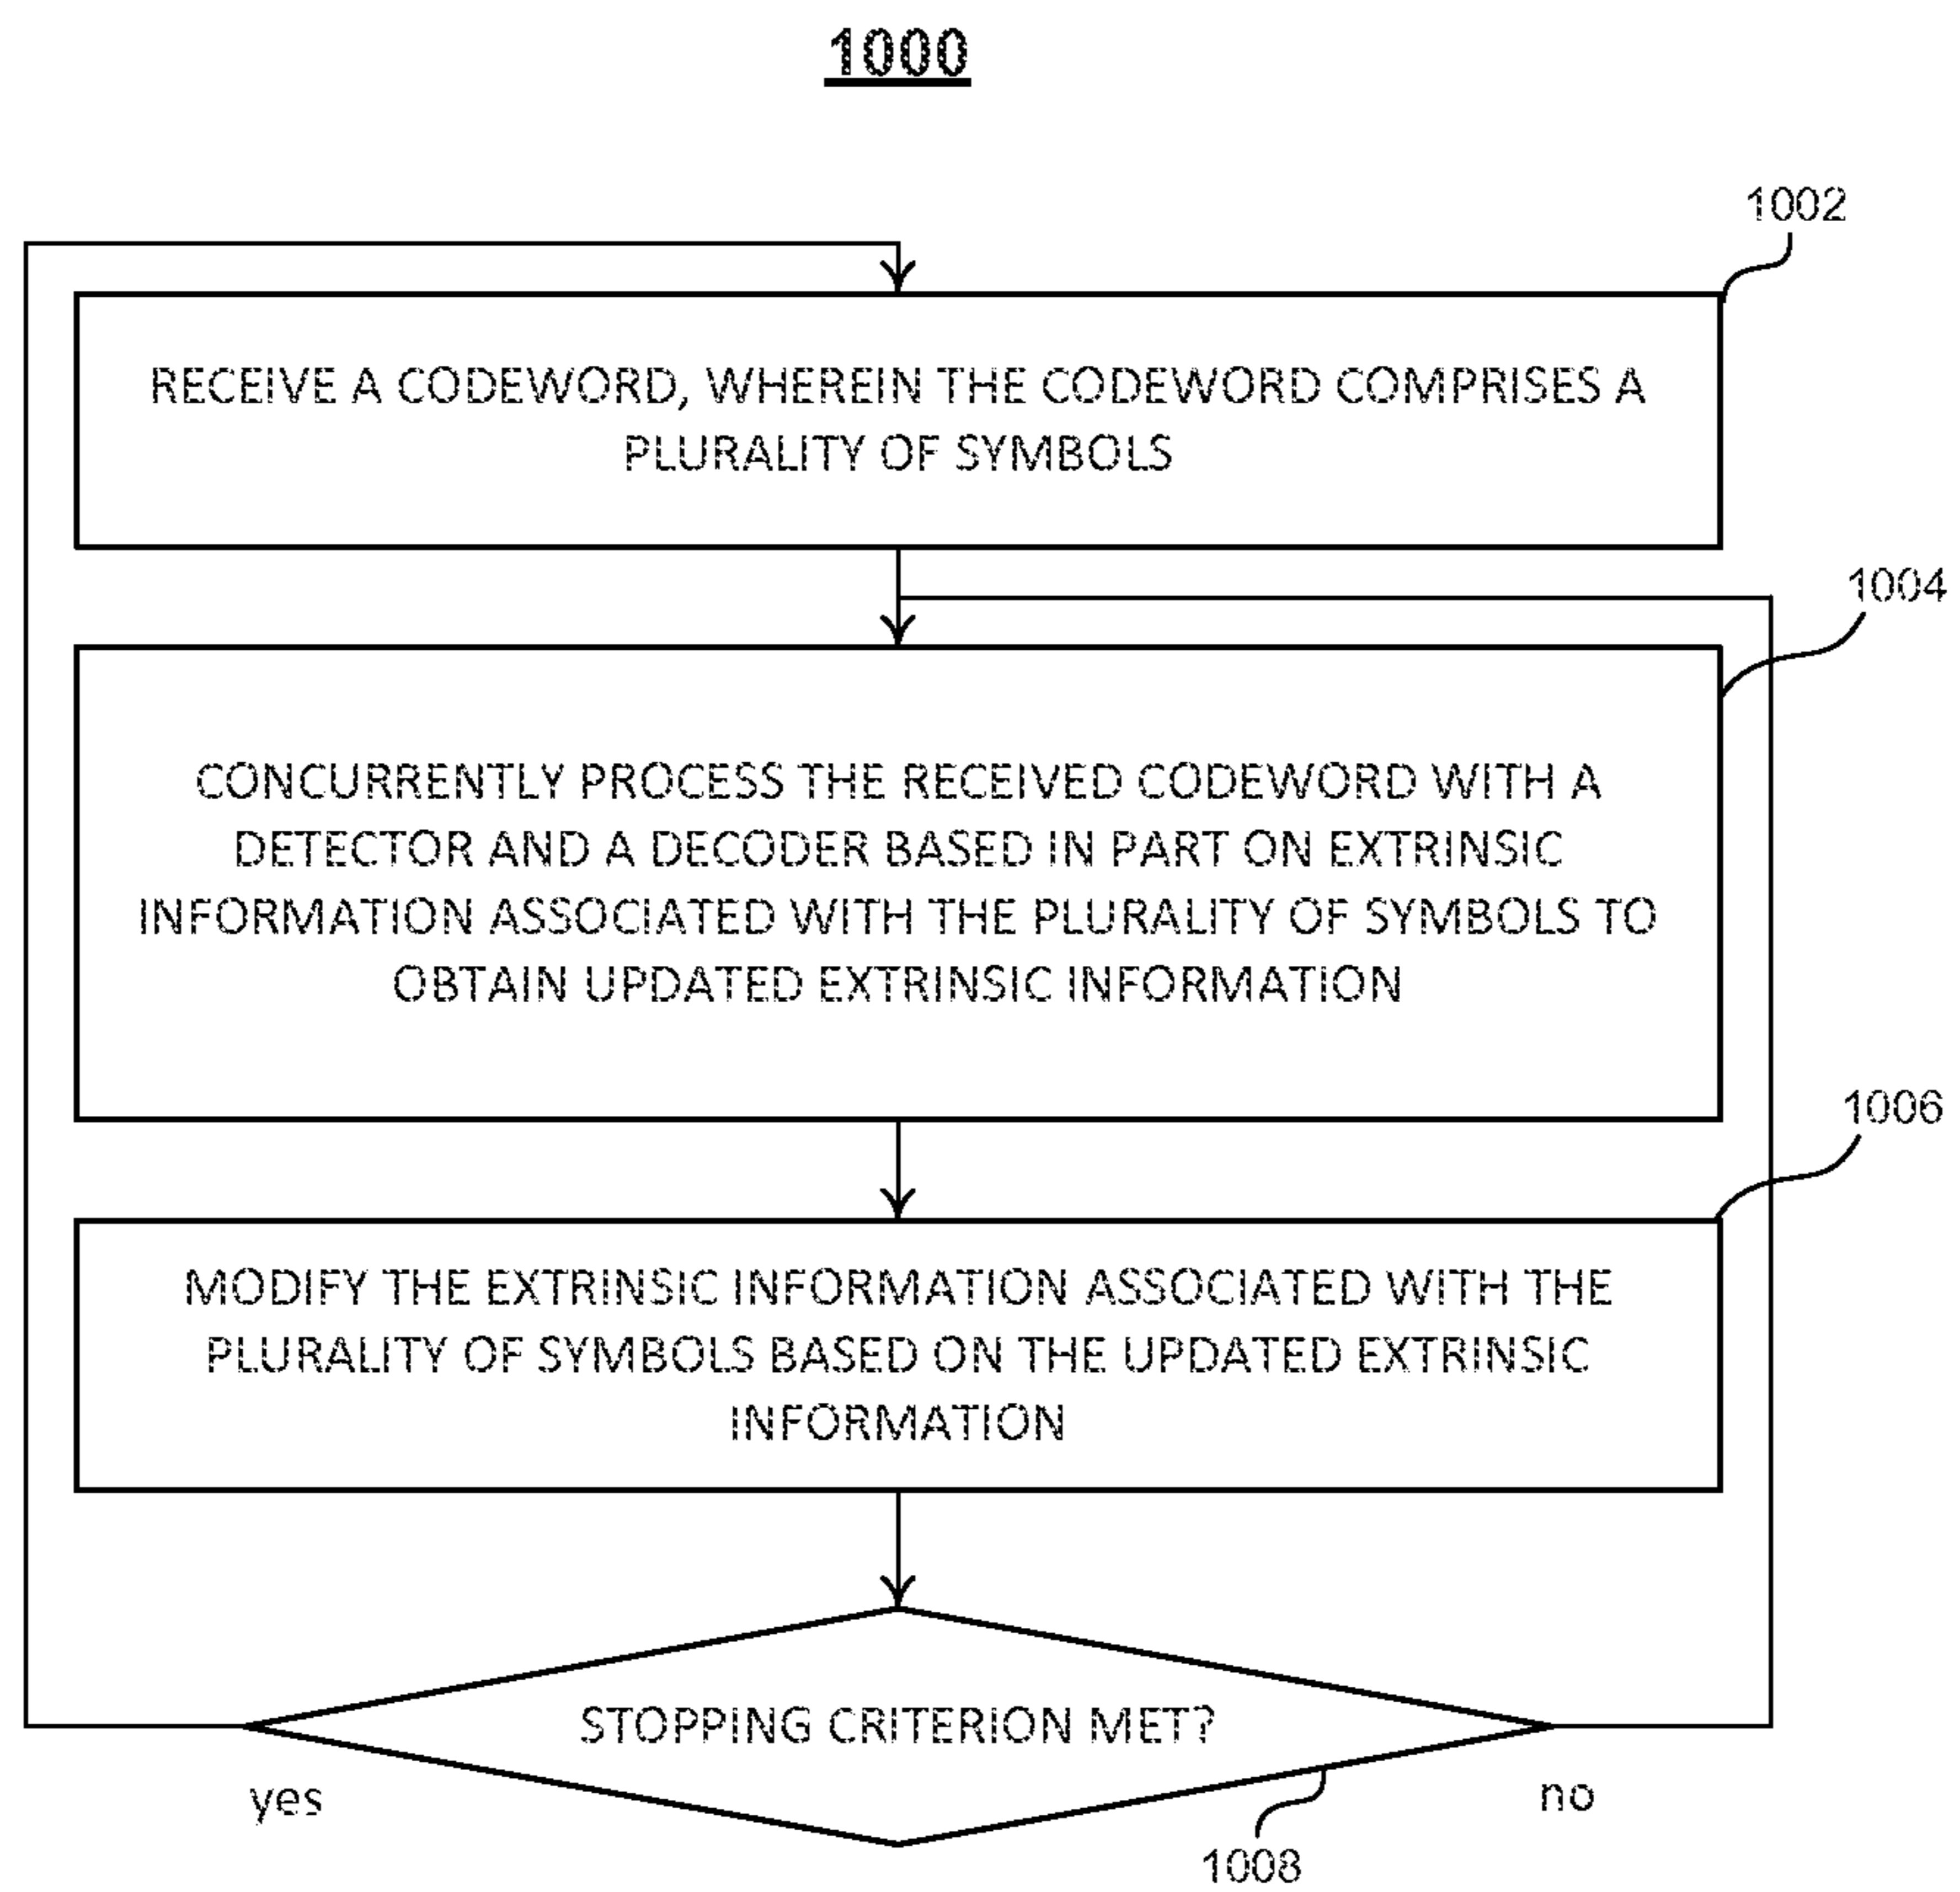 1000
1002
RECEIVE A CODEWORD, WHEREIN THE CODEWORD COMPRISES A
PLURALITY OF SYMBOLS
1004
CONCURRENTLY PROCESS THE RECEIVED CODEWORD WITH A
DETECTOR AND A DECODER BASED IN PART ON EXTRINSIC
INFORMATION ASSOCIATED WITH THE PLURALITY OF SYMBOLS TO
OBTAIN UPDATED EXTRINSIC INFORMATION
1006
MODIFY THE EXTRINSIC INFORMATION ASSOCIATED WITH THE
PLURALITY OF SYMBOLS BASED ON THE UPDATED EXTRINSIC
INFORMATION
STOPPING CRITERION MET?
yes
no
1008